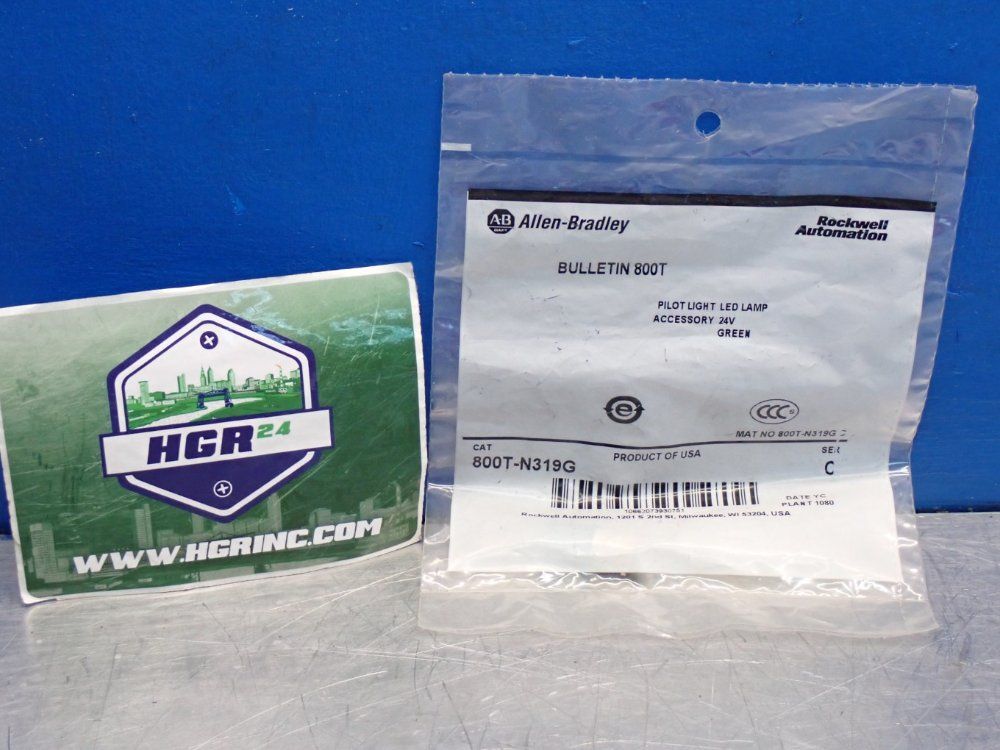 HGR24
WWW.HGRINC.COM
A-B
Allen-Bradley
Rockwell
Automation
BULLETIN 800T
PILOT LIGHT LED LAMP
ACCESSORY 24V
GREEN
CCC
MAT NO 800T-N319G
CAT
800T-N319G
PRODUCT OF USA
SER
C
DATE YC
PLANT 1080
Rockwell Automation, 1201 S 2nd St, Milwaukee, WI 53204, USA